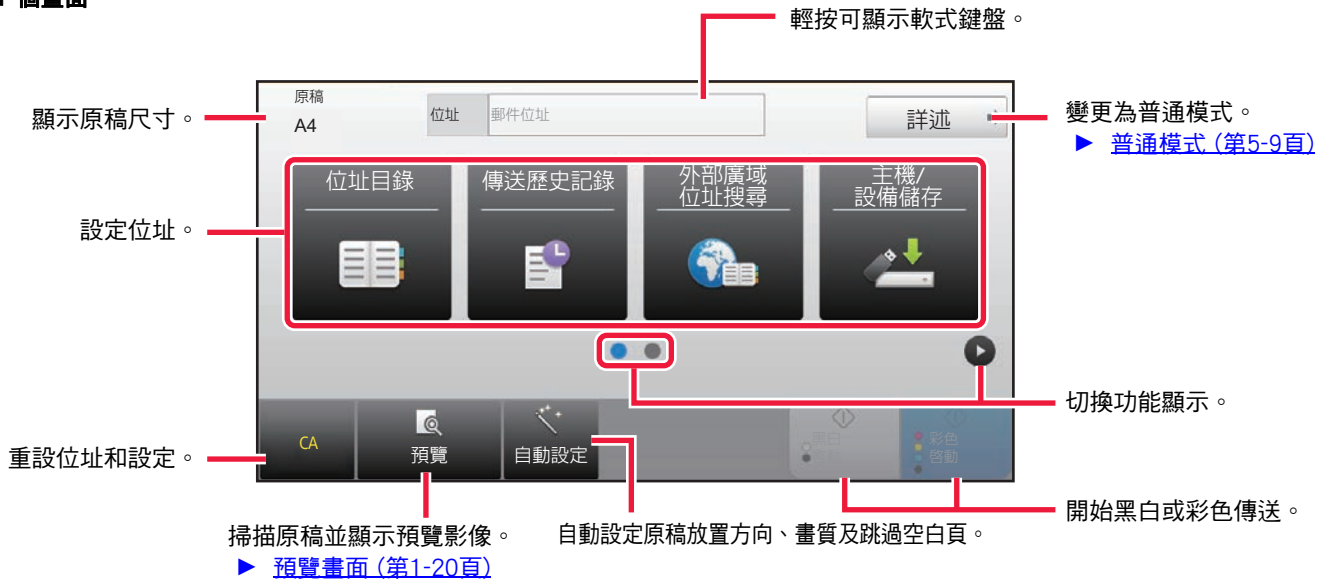 個畫面
輕按可顯示軟式鍵盤。
顯示原稿尺寸。
原稿
A4
位址
郵件位址
詳述
變更為普通模式。
► 普通模式 (第5-9頁)
設定位址。
位址目錄
傳送歷史記錄
外部廣域
位址搜尋
主機/
設備儲存
切換功能顯示。
重設位址和設定。
CA
預覽
自動設定
彩色
啓動
開始黑白或彩色傳送。
掃描原稿並顯示預覽影像。
► 預覽畫面 (第1-20頁)
自動設定原稿放置方向、畫質及跳過空白頁。